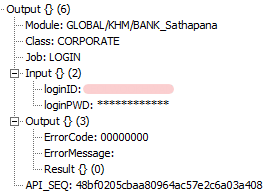 Output {} (6)
Module: GLOBAL/KHM/BANK_Sathapana
Class: CORPORATE
Job: LOGIN
Input {} (2)
loginID:
loginPWD: ************
Output {} (3)
ErrorCode: 00000000
ErrorMessage:
Result {} (0)
API_SEQ: 48bf0205cbaa80964ac57e2c6a03a408